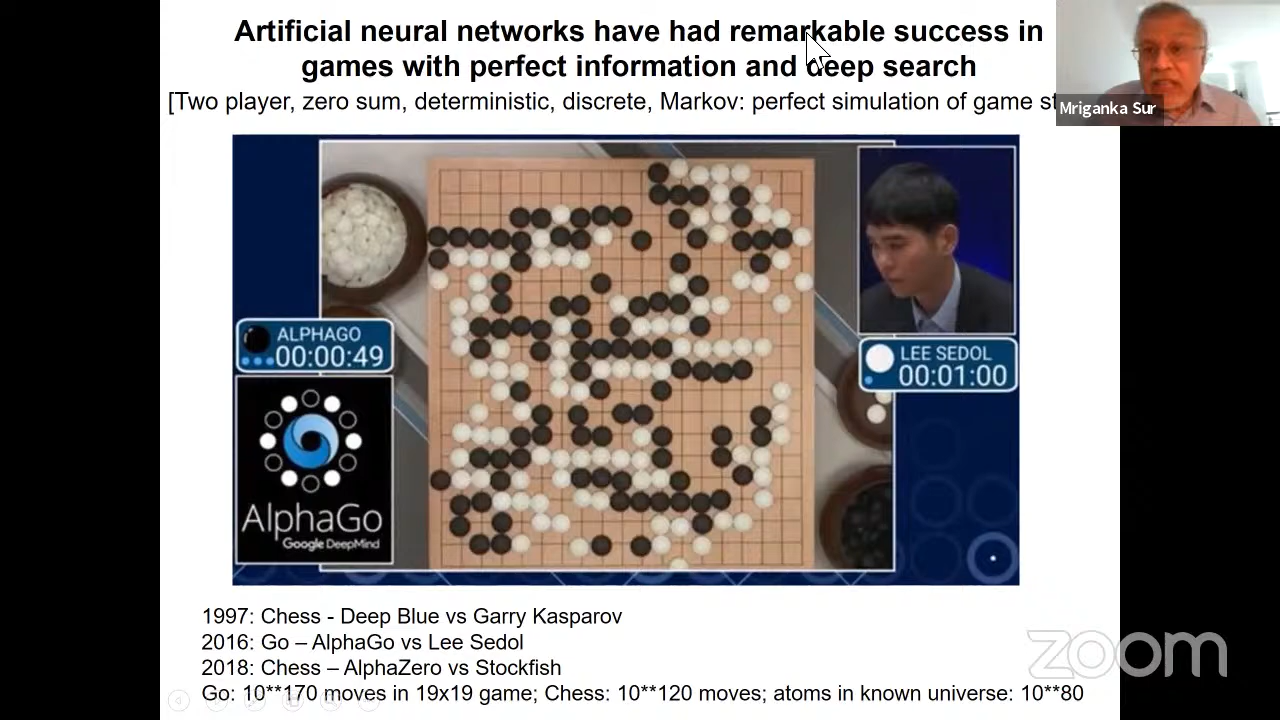 Artificial neural networks have had remarkable success in
games with perfect information and deep search
[Two player, zero sum, deterministic, discrete, Markov: perfect simulation of game
Mriganka Sur
ALPHAGO
00:00:49
LEE SEDOL
00:01:00
AlphaGo
Google DeepMind
1997: Chess - Deep Blue vs Garry Kasparov
2016: Go – AlphaGo vs Lee Sedol
2018: Chess – AlphaZero vs Stockfish
Go: 10**170 moves in 19x19 game; Chess: 10**120 moves; atoms in known universe: 10**80
zoom